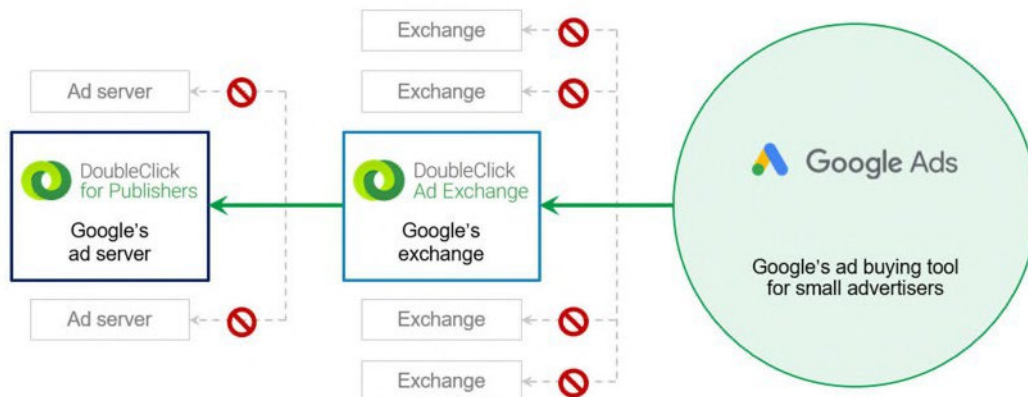 Exchange
Ad server
Exchange
DoubleClick
for Publishers
Google's
ad server
DoubleClick
Ad Exchange
Google's
exchange
Google Ads
Google's ad buying tool
for small advertisers
Ad server
Exchange
Exchange